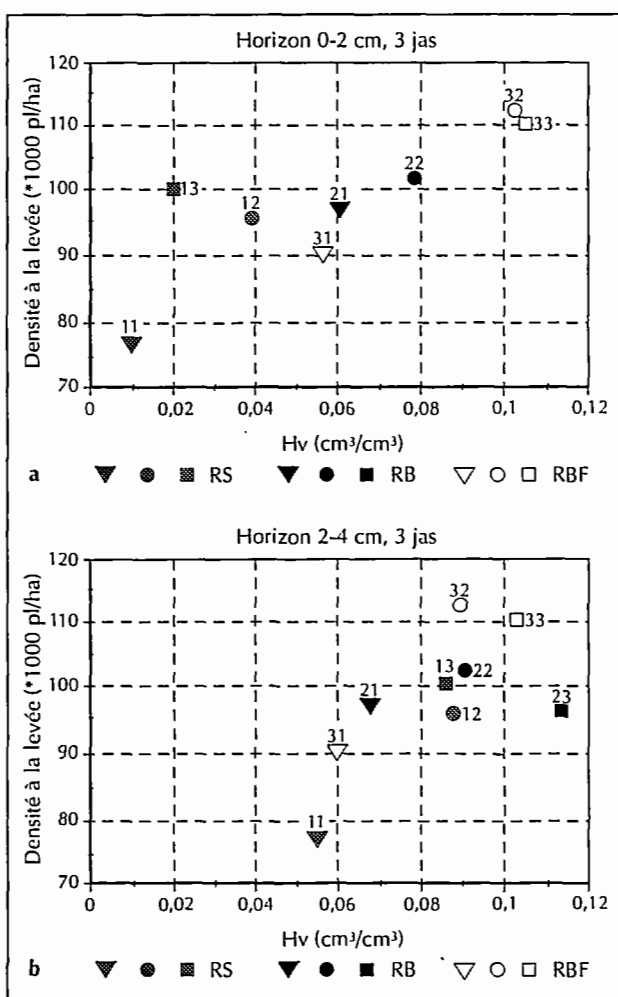 Horizon 0-2 cm, 3 jas
Densité à la levée (*1000 pl/ha)
120
110
100
90
80
70
32
33
22
13
12
21
31
11
0 0,02 0,04 0,06 0,08 0,1 0,12
Hv (cm³/cm³)
a RS RB RBF
Horizon 2-4 cm, 3 jas
Densité à la levée (*1000 pl/ha)
120
110
100
90
80
70
32
33
13
22
21
12
23
31
11
0 0,02 0,04 0,06 0,08 0,1 0,12
Hv (cm³/cm³)
b RS RB RBF